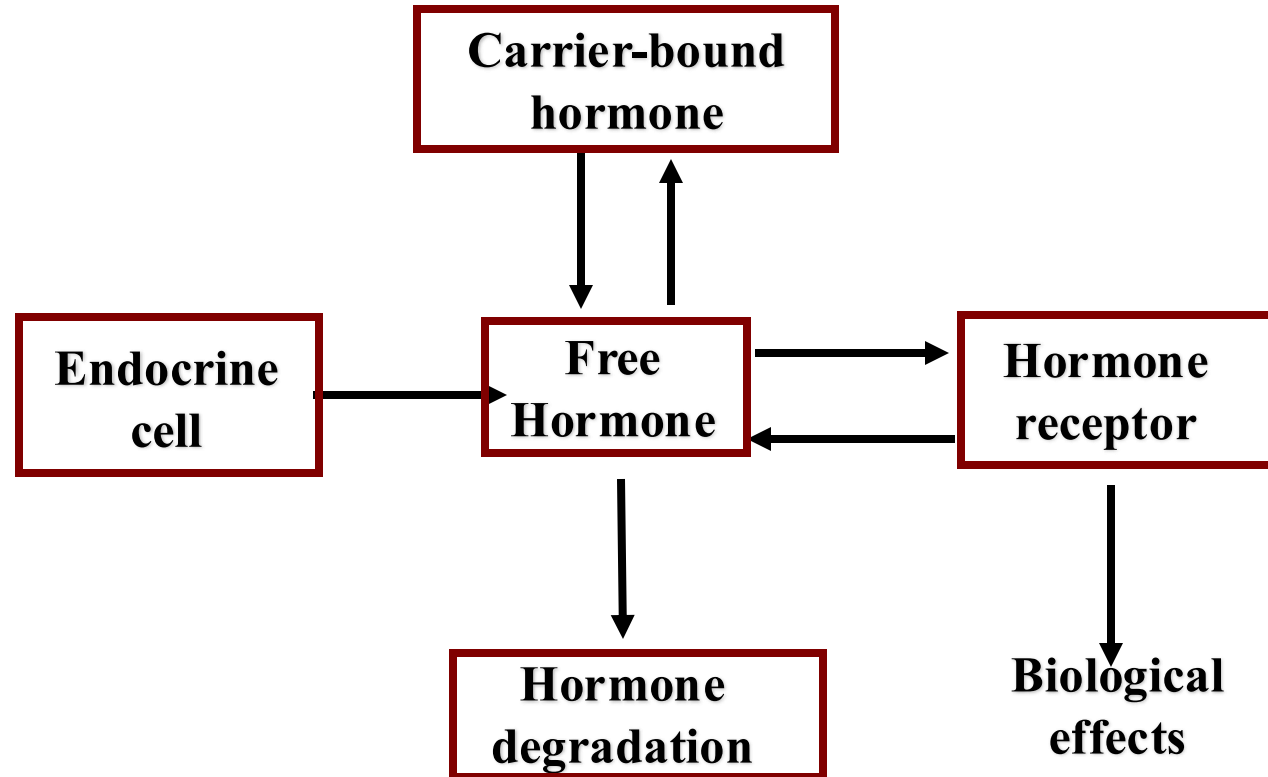 Carrier-bound
hormone
Endocrine
cell
Free
Hormone
Hormone
receptor
Hormone
degradation
Biological
effects